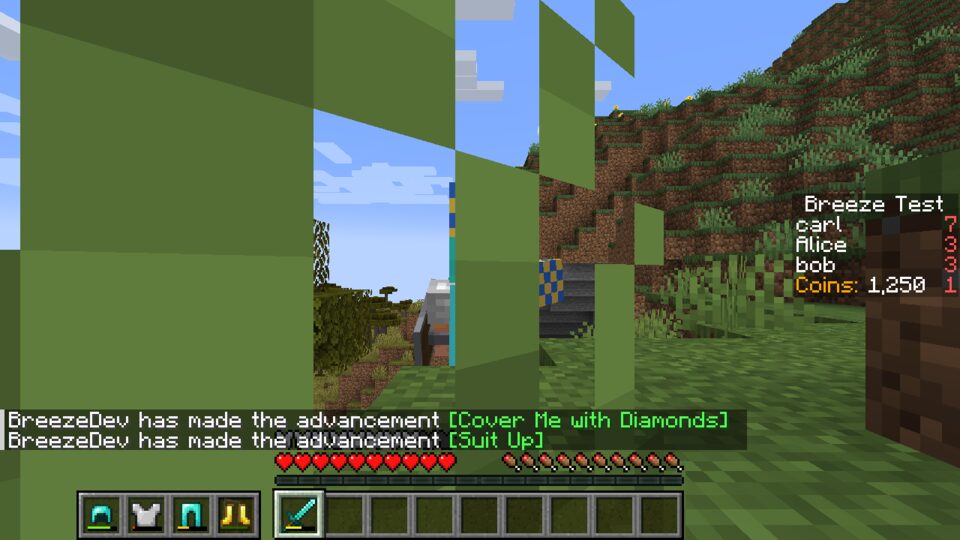 Breeze Test
carl 7
Alice 3
bob 3
Coins: 1,250 1
BreezeDev has made the advancement [Cover Me with Diamonds]
BreezeDev has made the advancement [Suit Up]